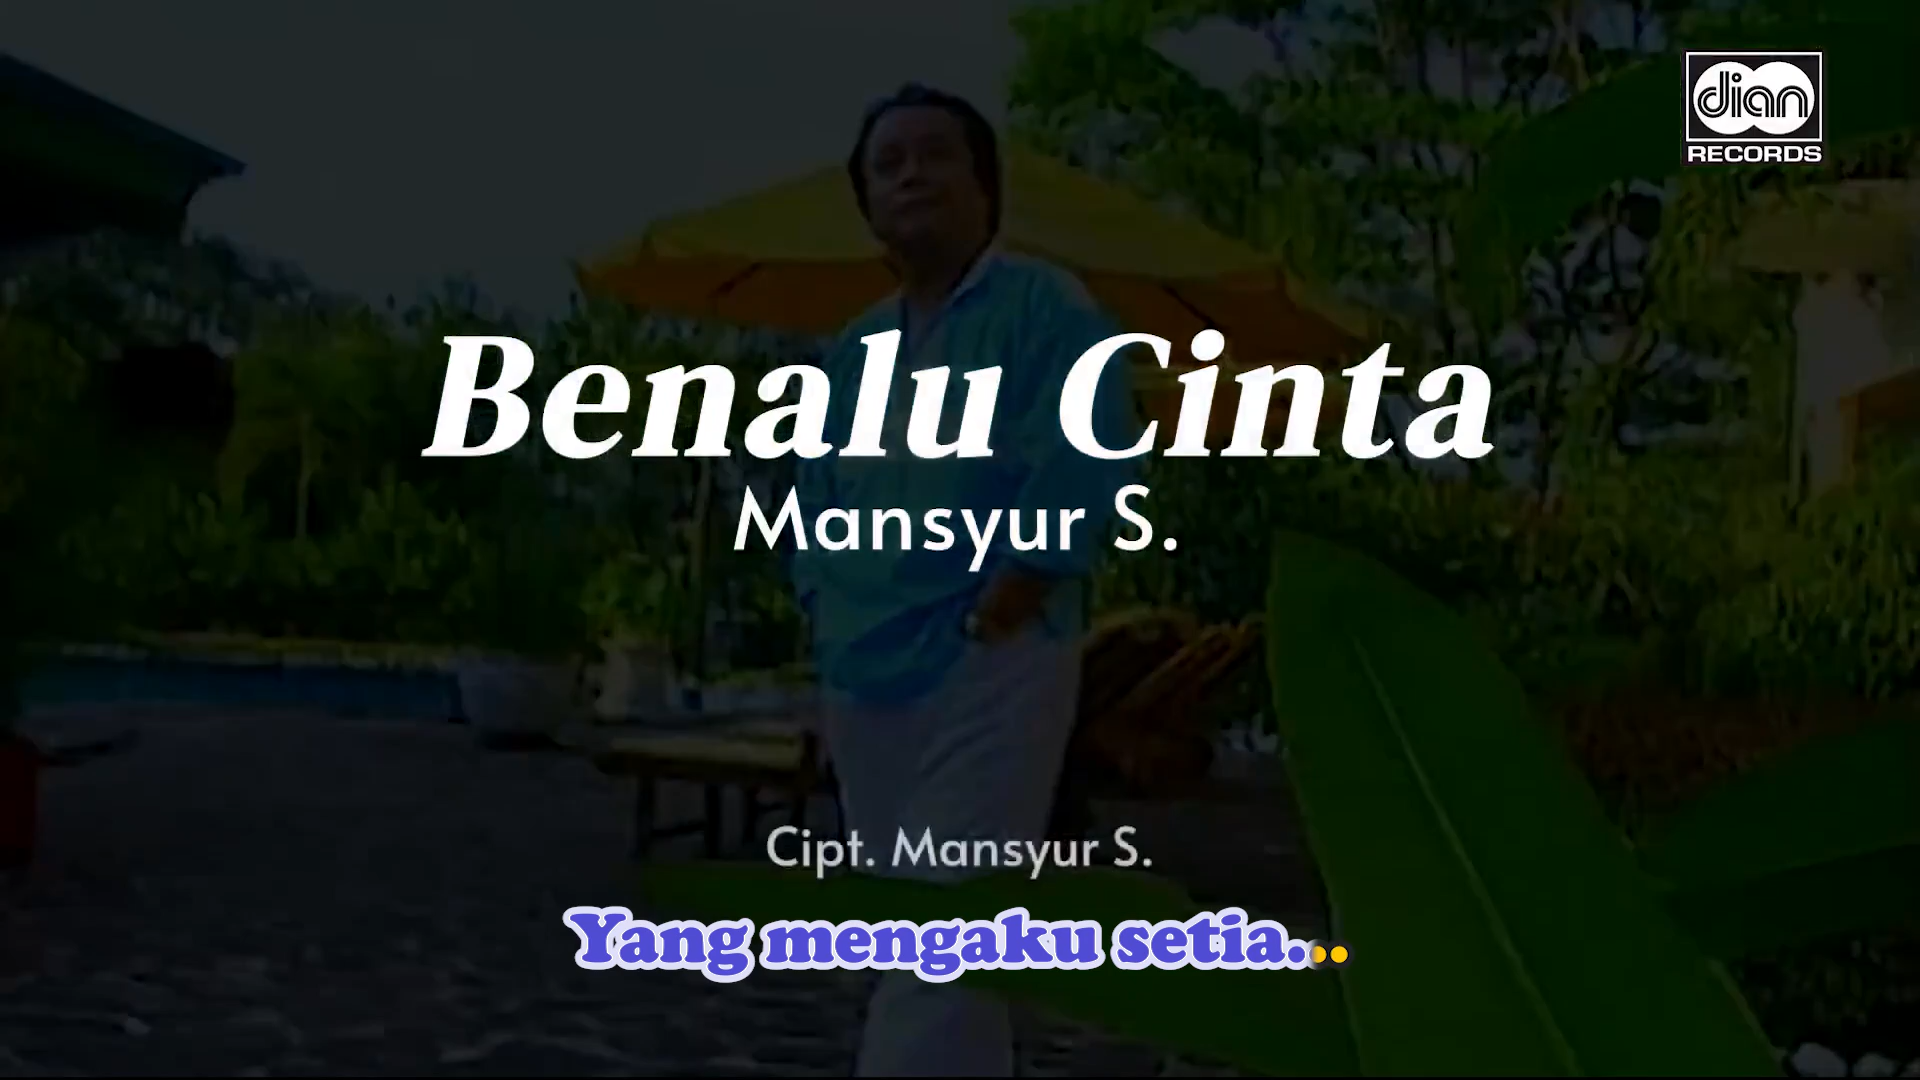 dian
RECORDS
Benalu Cinta
Mansyur S.
Cipt. Mansyur S.
Yang mengaku setia...